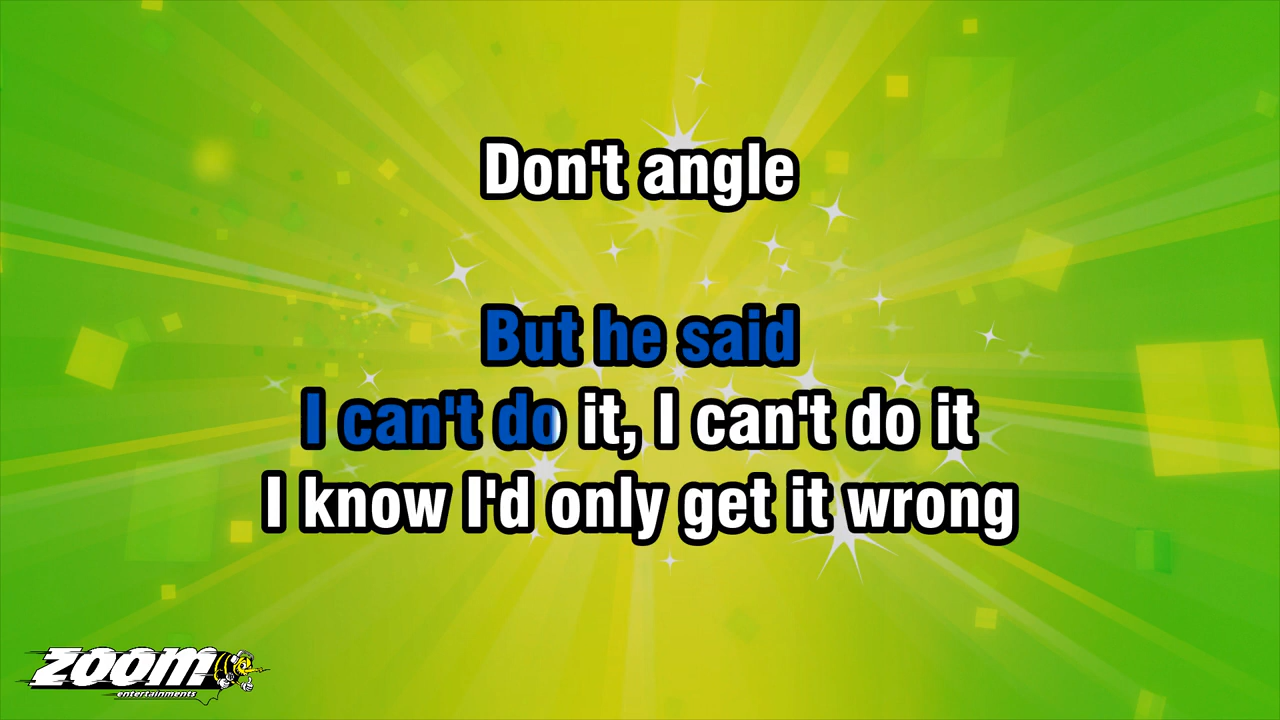 Don't angle
But he said
I can't do it, I can't do it
I know I'd only get it wrong
ZOOM
entertainments